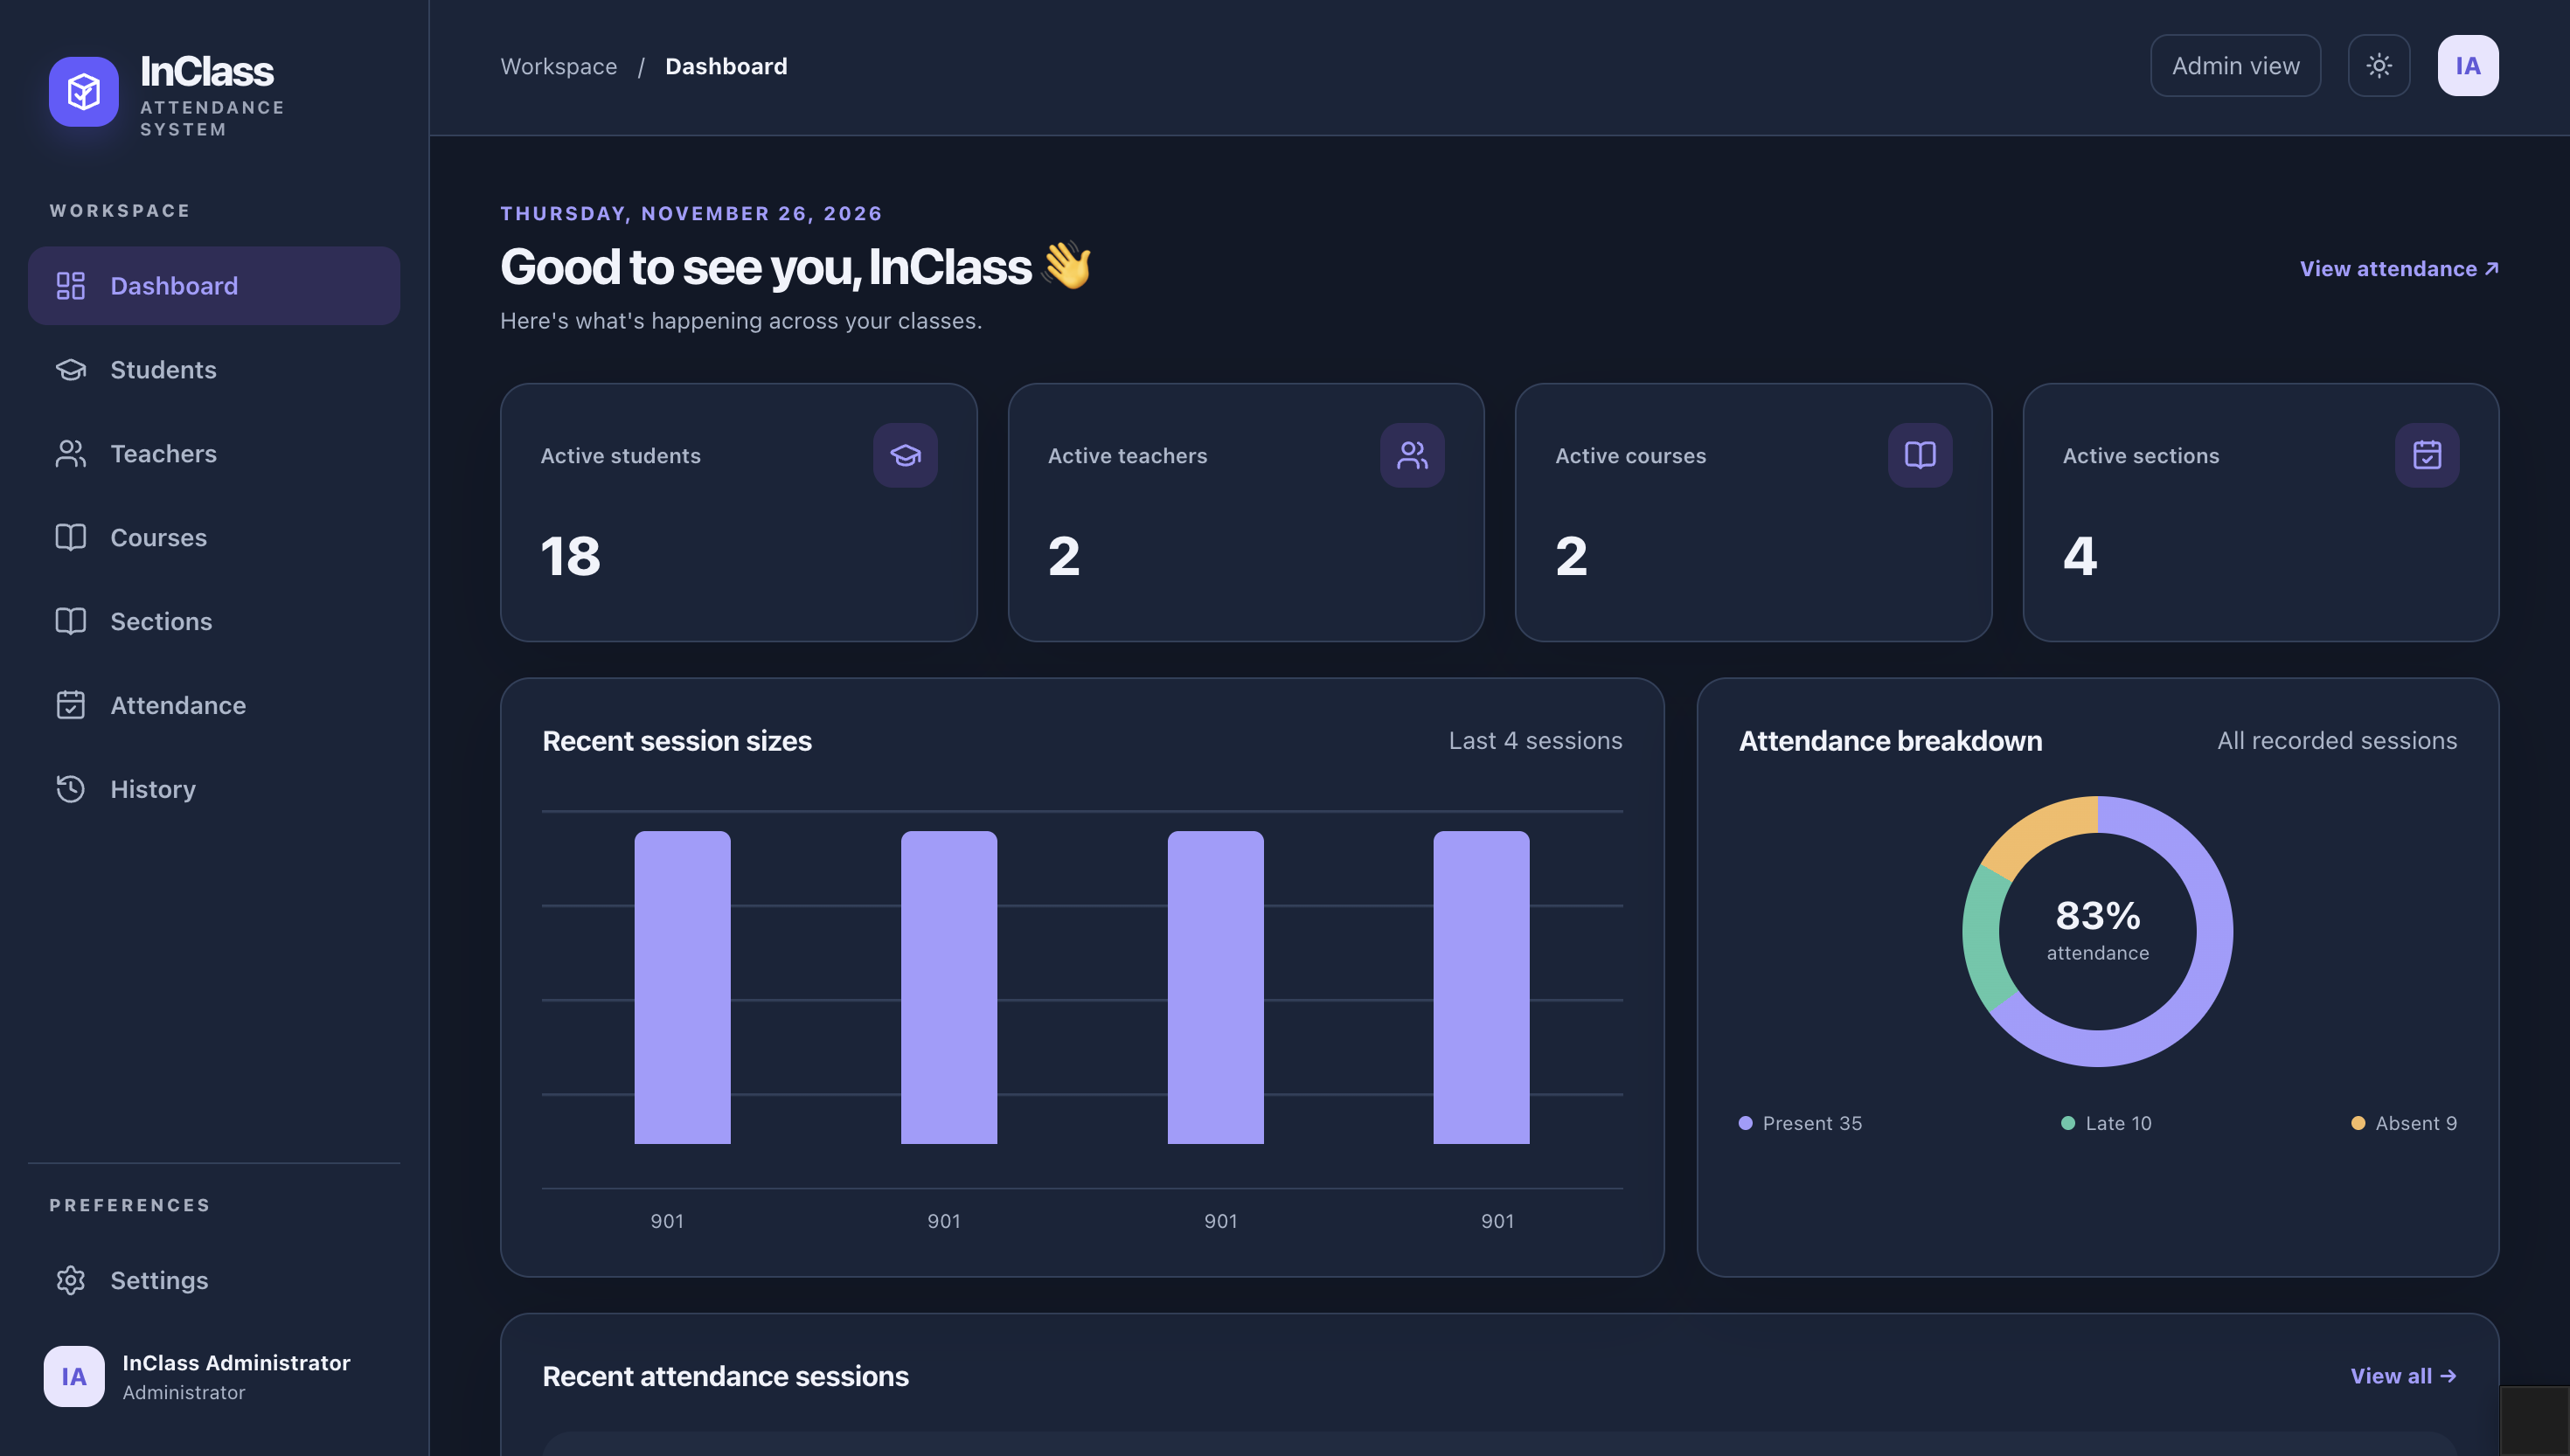 InClass
ATTENDANCE
SYSTEM
WORKSPACE
Dashboard
Students
Teachers
Courses
Sections
Attendance
History
PREFERENCES
Settings
IA
InClass Administrator
Administrator
Workspace / Dashboard
Admin view
IA
THURSDAY, NOVEMBER 26, 2026
Good to see you, InClass 👋
Here's what's happening across your classes.
View attendance ↗
Active students
18
Active teachers
2
Active courses
2
Active sections
4
Recent session sizes
Last 4 sessions
901 901 901 901
Attendance breakdown
All recorded sessions
83%
attendance
Present 35
Late 10
Absent 9
Recent attendance sessions
View all →